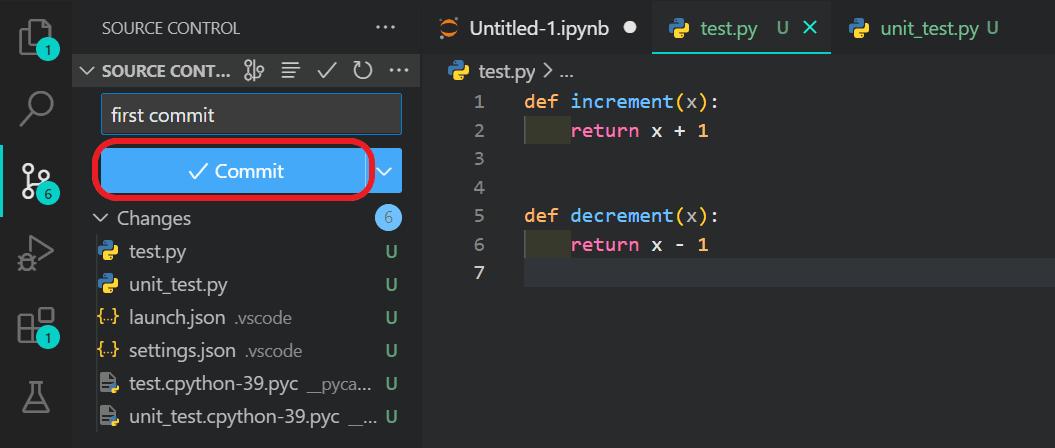 SOURCE CONTROL ...
SOURCE CONT... ...
first commit
Commit
Changes 6
test.py U
unit_test.py U
{..} launch.json .vscode U
{..} settings.json .vscode U
test.cpython-39.pyc __pyca... U
unit_test.cpython-39.pyc __... U
1
6
1
Untitled-1.ipynb test.py U unit_test.py U
test.py > ...
1 def increment(x):
2 return x + 1
3
4
5 def decrement(x):
6 return x - 1
7